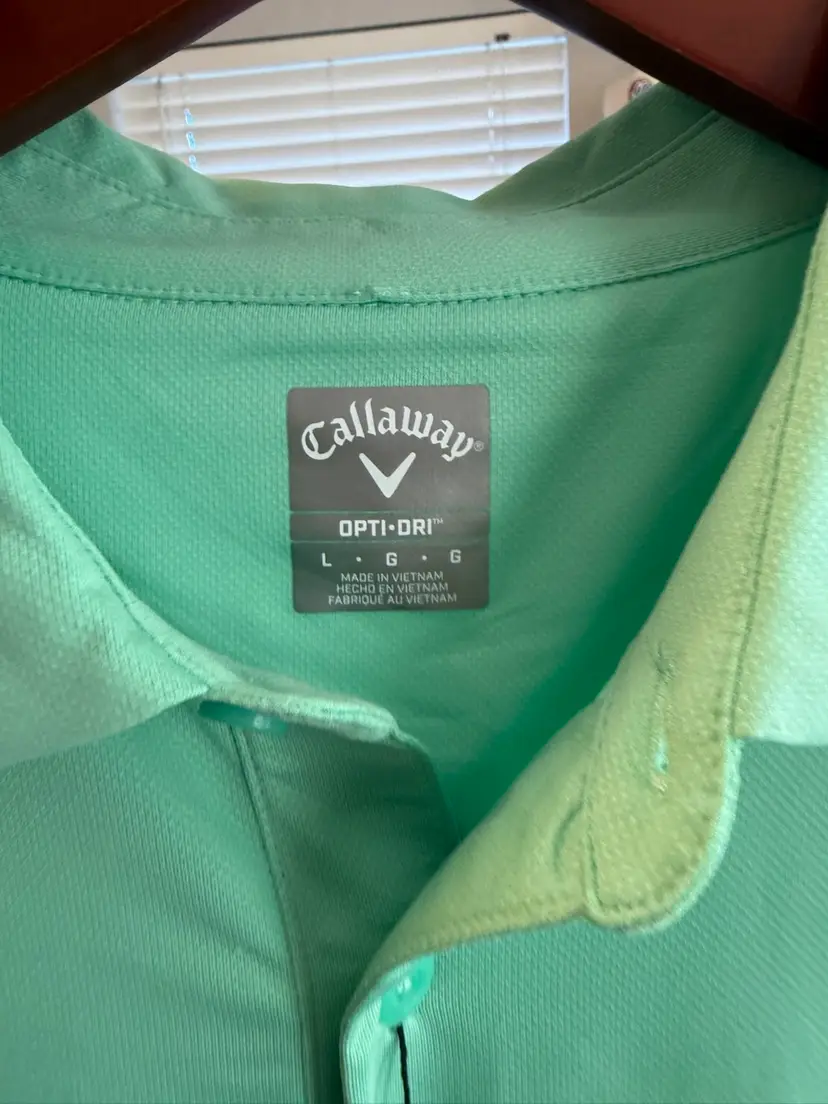 Callaway®
OPTI•DRI™
L • G • G
MADE IN VIETNAM
HECHO EN VIETNAM
FABRIQUÉ AU VIETNAM